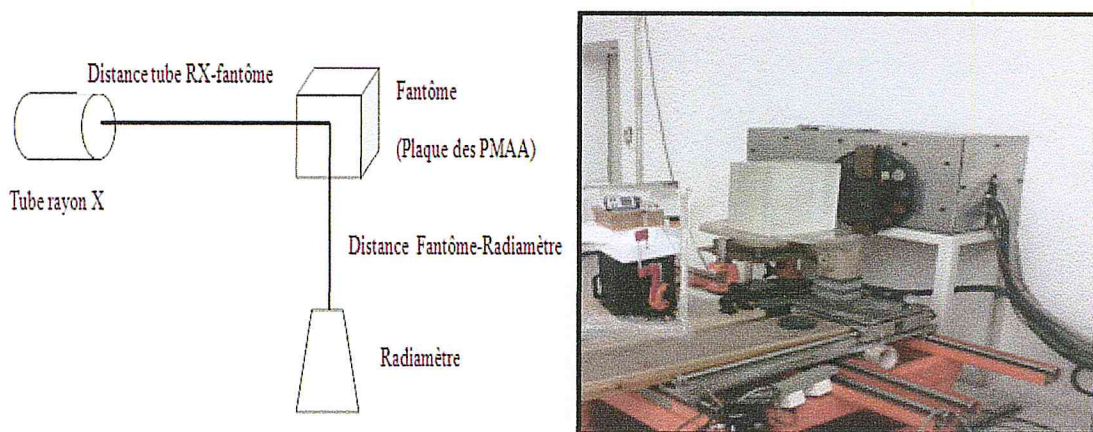 Distance tube RX-fantôme
Fantôme
(Plaque des PMAA)
Tube rayon X
Distance Fantôme-Radiamètre
Radiamètre